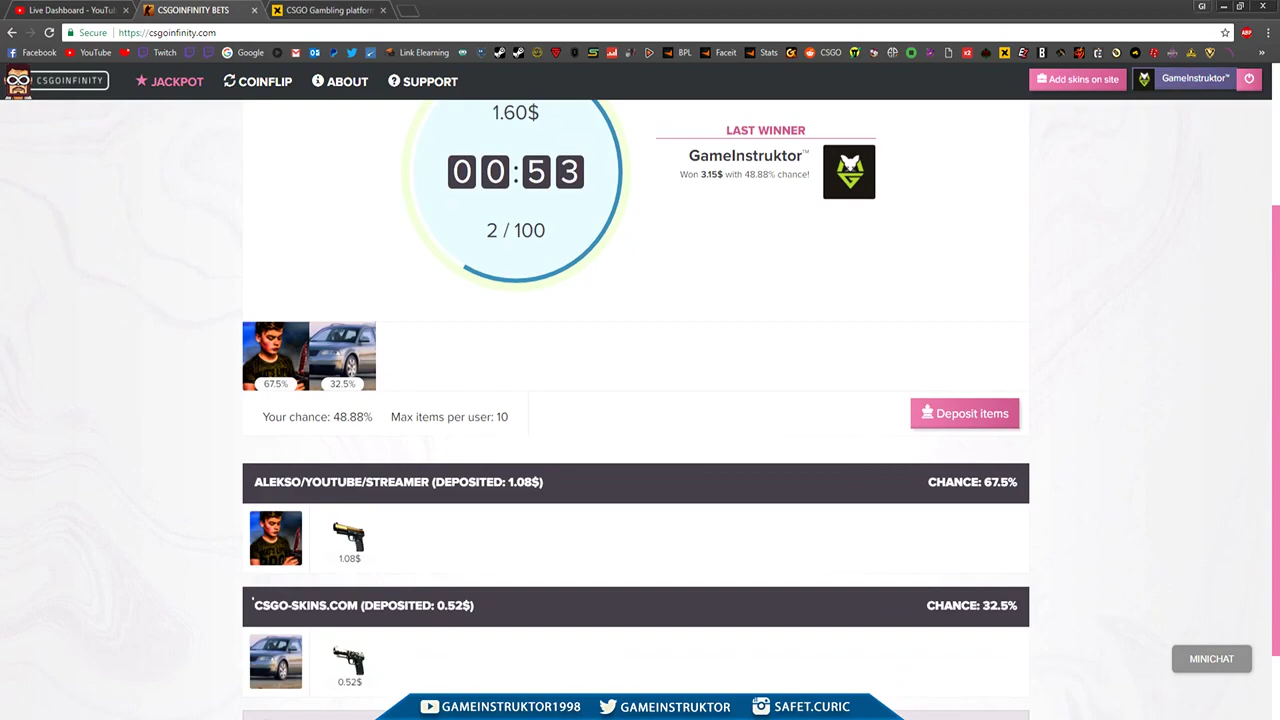 Live Dashboard - YouTub
CSGOINFINITY BETS
CSGO Gambling platform
GI
Secure
https://csgoinfinity.com
ABP
Facebook
YouTube
Twitch
Google
Link Elearning
BPL
Faceit
Stats
CSGO
x2
CSGOINFINITY
JACKPOT
COINFLIP
ABOUT
SUPPORT
Add skins on site
GameInstruktor™
1.60$
00:53
2 / 100
LAST WINNER
GameInstruktor™
Won 3.15$ with 48.88% chance!
67.5%
32.5%
Your chance: 48.88%
Max items per user: 10
Deposit items
ALEKSO/YOUTUBE/STREAMER (DEPOSITED: 1.08$)
CHANCE: 67.5%
1.08$
CSGO-SKINS.COM (DEPOSITED: 0.52$)
CHANCE: 32.5%
0.52$
MINICHAT
GAMEINSTRUKTOR1998
GAMEINSTRUKTOR
SAFET.CURIC